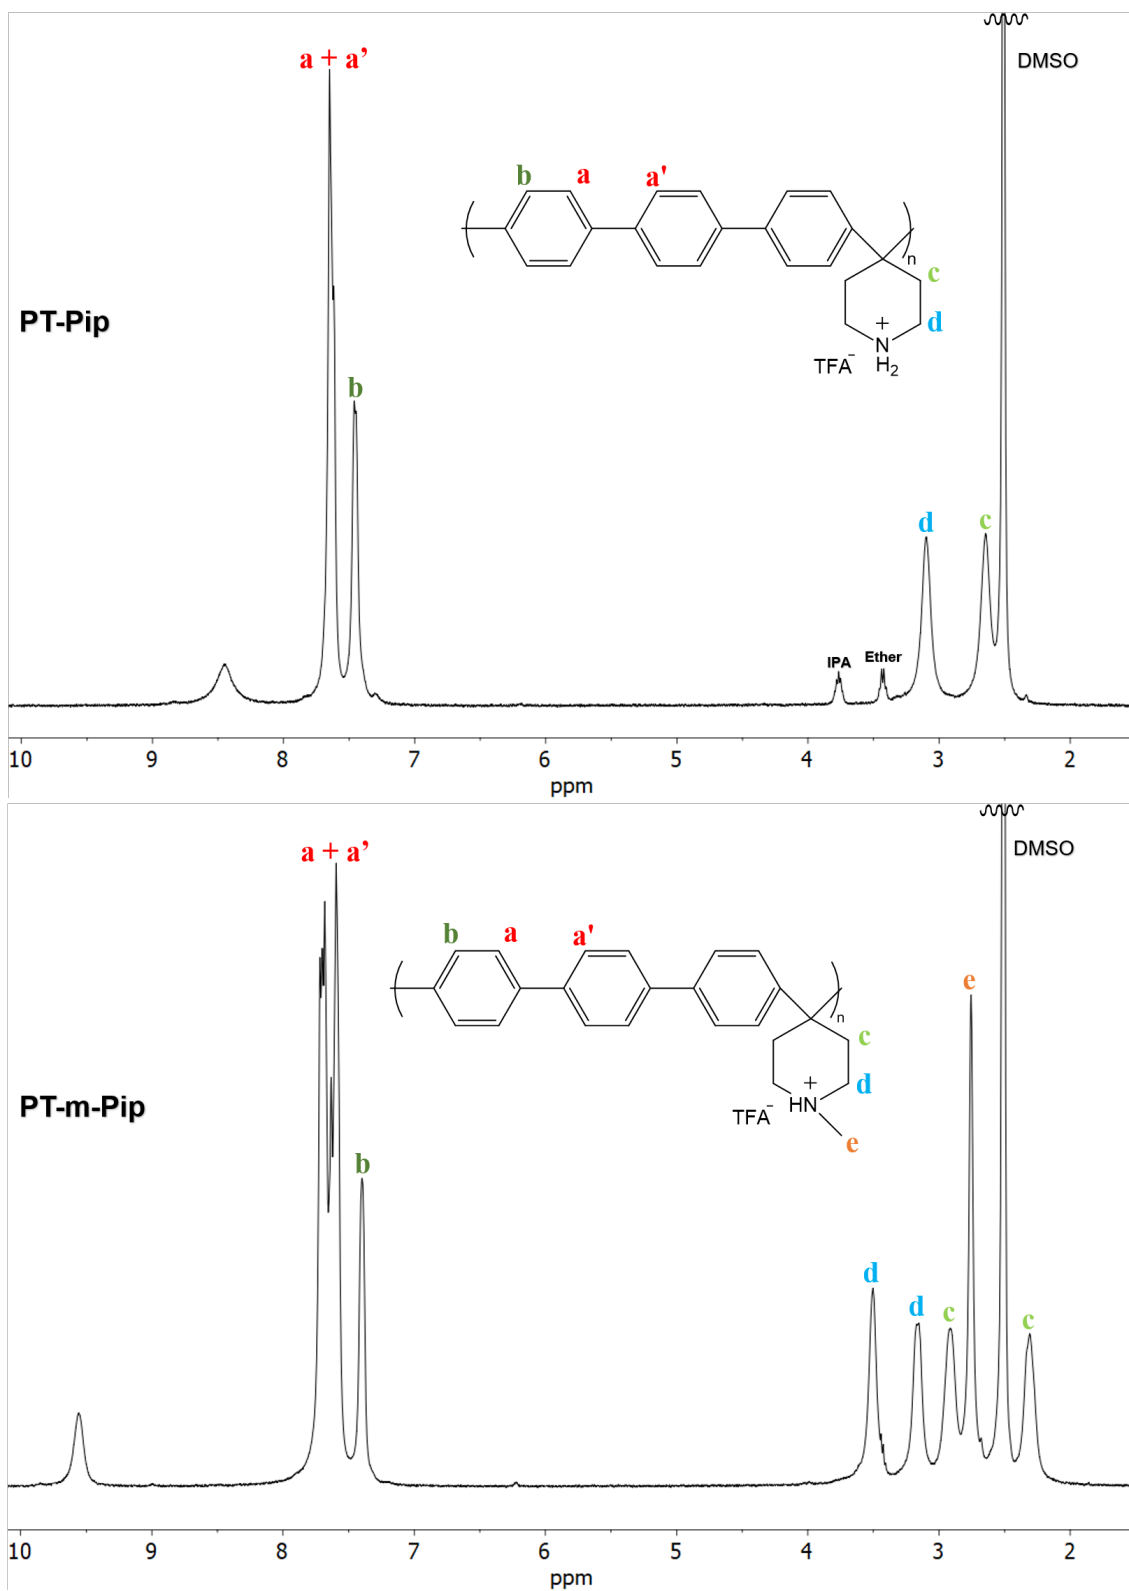 a + a’
DMSO
b
a
a'
n
c
PT-Pip
d
+
N
H2
TFA−
b
d
c
IPA
Ether
10 9 8 7 6 5 4 3 2
ppm
a + a’
DMSO
b
a
a'
e
n
c
PT-m-Pip
d
+
HN
TFA−
e
b
d
d
c
c
10 9 8 7 6 5 4 3 2
ppm